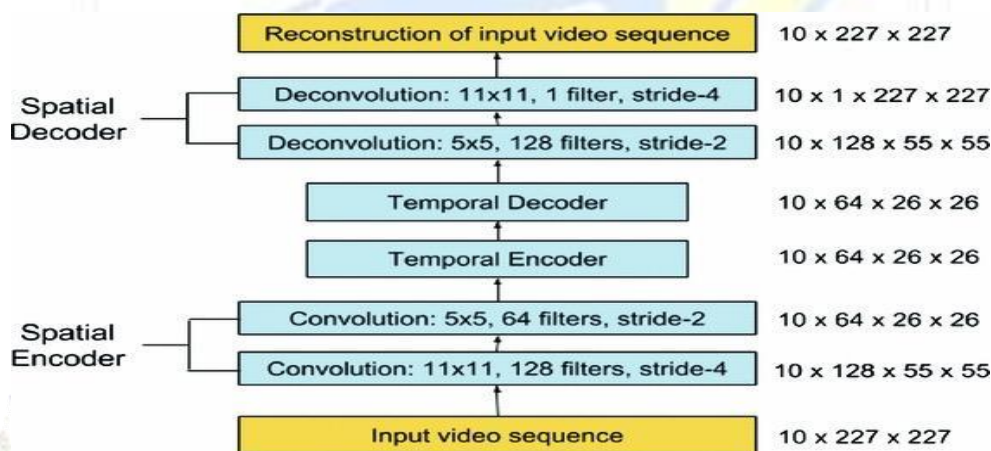 Reconstruction of input video sequence 10 x 227 x 227
Spatial
Decoder
Deconvolution: 11x11, 1 filter, stride-4 10 x 1 x 227 x 227
Deconvolution: 5x5, 128 filters, stride-2 10 x 128 x 55 x 55
Temporal Decoder 10 x 64 x 26 x 26
Temporal Encoder 10 x 64 x 26 x 26
Spatial
Encoder
Convolution: 5x5, 64 filters, stride-2 10 x 64 x 26 x 26
Convolution: 11x11, 128 filters, stride-4 10 x 128 x 55 x 55
Input video sequence 10 x 227 x 227